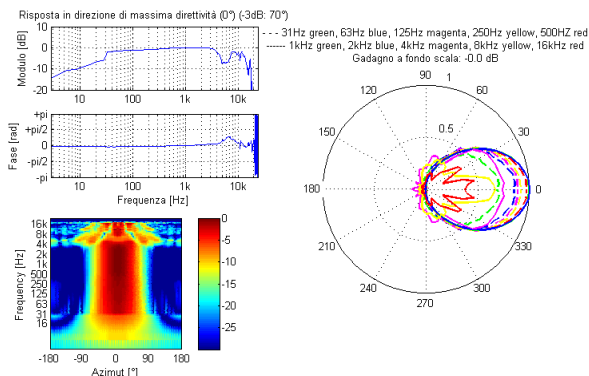 Risposta in direzione di massima direttività (0°) (-3dB: 70°)
- - - 31Hz green, 63Hz blue, 125Hz magenta, 250Hz yellow, 500HZ red
------ 1kHz green, 2kHz blue, 4kHz magenta, 8kHz yellow, 16kHz red
Gadagno a fondo scala: -0.0 dB
Modulo [dB]
10
0
-10
-20
10
100
1k
10k
Fase [rad]
+pi
+pi/2
0
-pi/2
-pi
10
100
1k
10k
Frequenza [Hz]
Frequency [Hz]
16k
8k
4k
2k
1k
500
250
125
63
31
16
-180
-90
0
90
180
Azimut [°]
0
-5
-10
-15
-20
-25
90
1
60
120
0.5
30
150
0
180
330
210
300
240
270